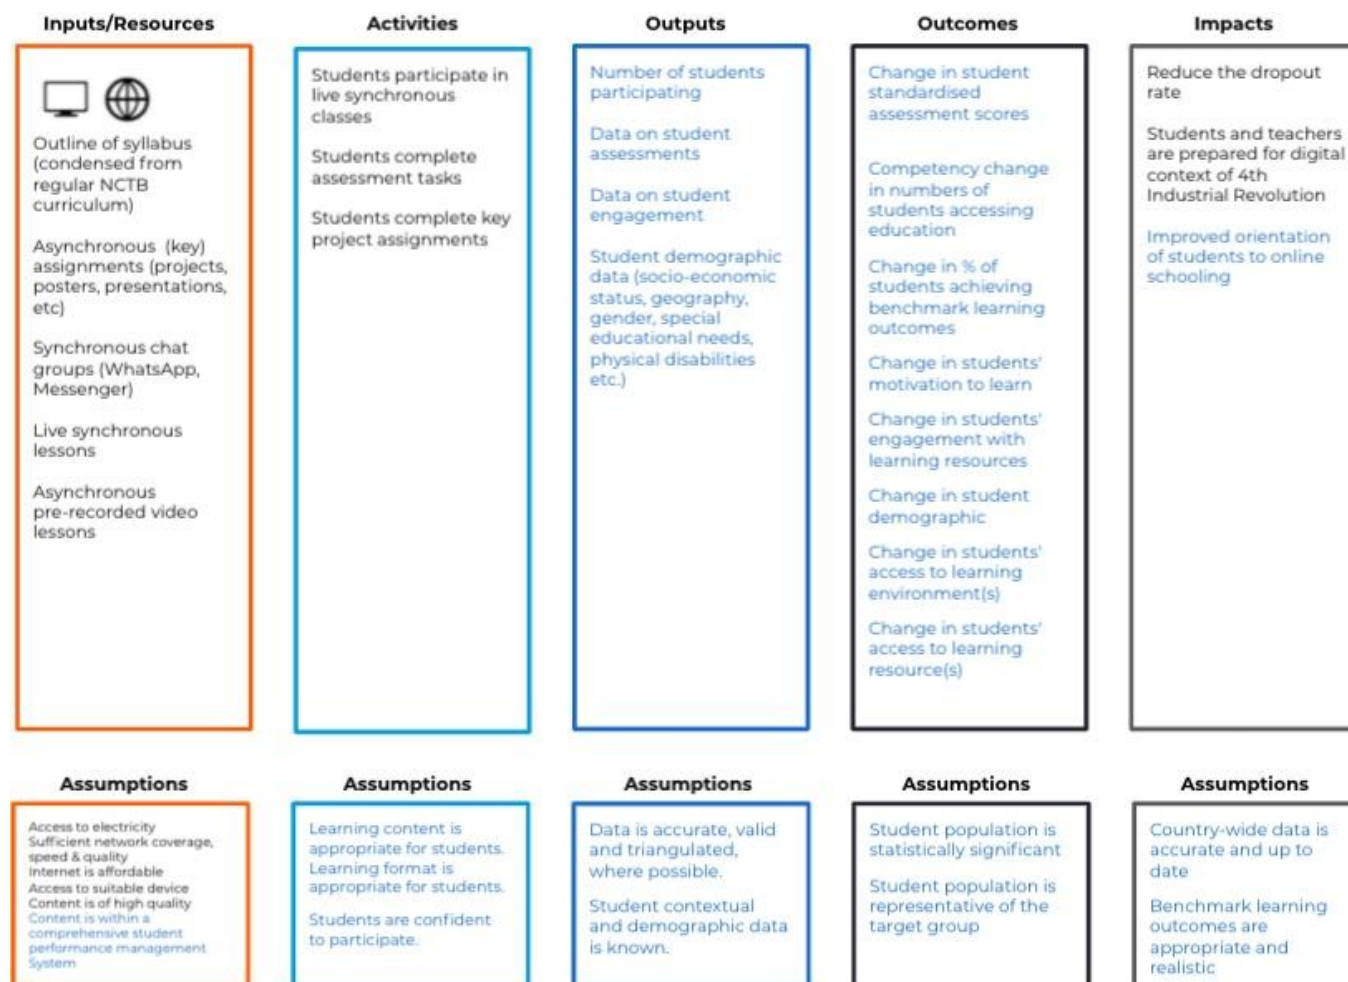 Inputs/Resources
Outline of syllabus
(condensed from
regular NCTB
curriculum)
Asynchronous (key)
assignments (projects,
posters, presentations,
etc)
Synchronous chat
groups (WhatsApp,
Messenger)
Live synchronous
lessons
Asynchronous
pre-recorded video
lessons
Activities
Students participate in
live synchronous
classes
Students complete
assessment tasks
Students complete key
project assignments
Outputs
Number of students
participating
Data on student
assessments
Data on student
engagement
Student demographic
data (socio-economic
status, geography,
gender, special
educational needs,
physical disabilities
etc.)
Outcomes
Change in student
standardised
assessment scores
Competency change
in numbers of
students accessing
education
Change in % of
students achieving
benchmark learning
outcomes
Change in students'
motivation to learn
Change in students'
engagement with
learning resources
Change in student
demographic
Change in students'
access to learning
environment(s)
Change in students'
access to learning
resource(s)
Impacts
Reduce the dropout
rate
Students and teachers
are prepared for digital
context of 4th
Industrial Revolution
Improved orientation
of students to online
schooling
Assumptions
Access to electricity
Sufficient network coverage,
speed & quality
Internet is affordable
Access to suitable device
Content is of high quality
Content is within a
comprehensive student
performance management
System
Assumptions
Learning content is
appropriate for students.
Learning format is
appropriate for students.
Students are confident
to participate.
Assumptions
Data is accurate, valid
and triangulated,
where possible.
Student contextual
and demographic data
is known.
Assumptions
Student population is
statistically significant
Student population is
representative of the
target group
Assumptions
Country-wide data is
accurate and up to
date
Benchmark learning
outcomes are
appropriate and
realistic